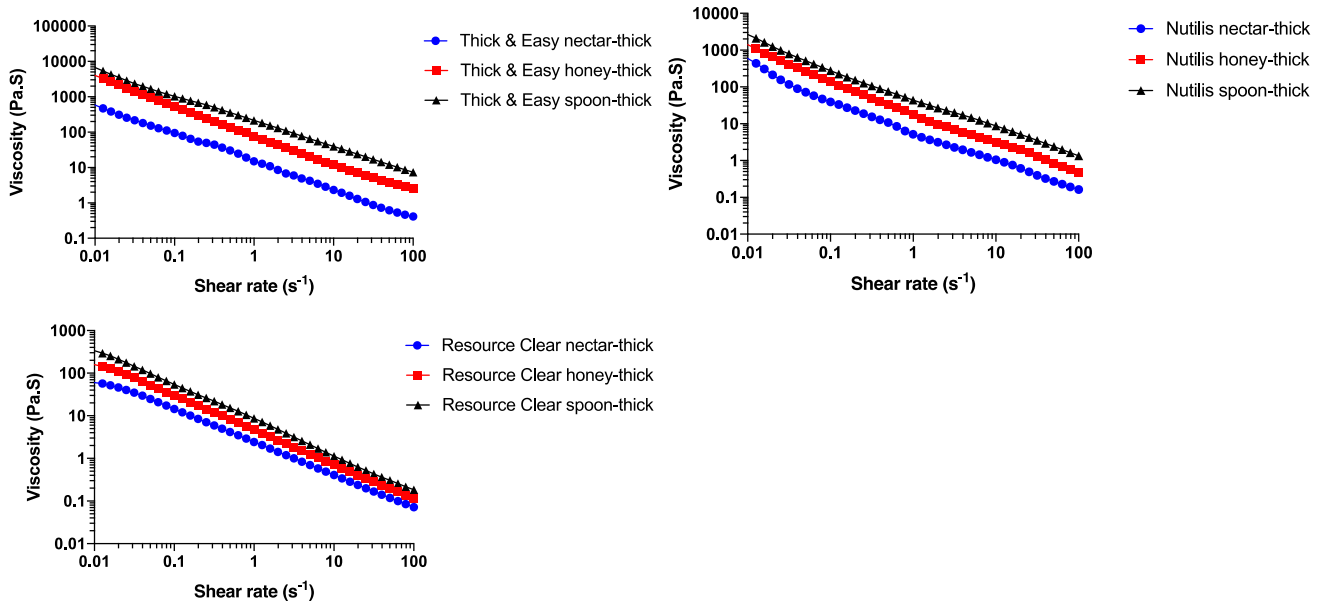 100000
10000
1000
100
10
1
0.1
Viscosity (Pa.S)
0.01 0.1 1 10 100
Shear rate (s⁻¹)
Thick & Easy nectar-thick
Thick & Easy honey-thick
Thick & Easy spoon-thick
10000
1000
100
10
1
0.1
0.01
Viscosity (Pa.S)
0.01 0.1 1 10 100
Shear rate (s⁻¹)
Nutilis nectar-thick
Nutilis honey-thick
Nutilis spoon-thick
1000
100
10
1
0.1
0.01
Viscosity (Pa.S)
0.01 0.1 1 10 100
Shear rate (s⁻¹)
Resource Clear nectar-thick
Resource Clear honey-thick
Resource Clear spoon-thick